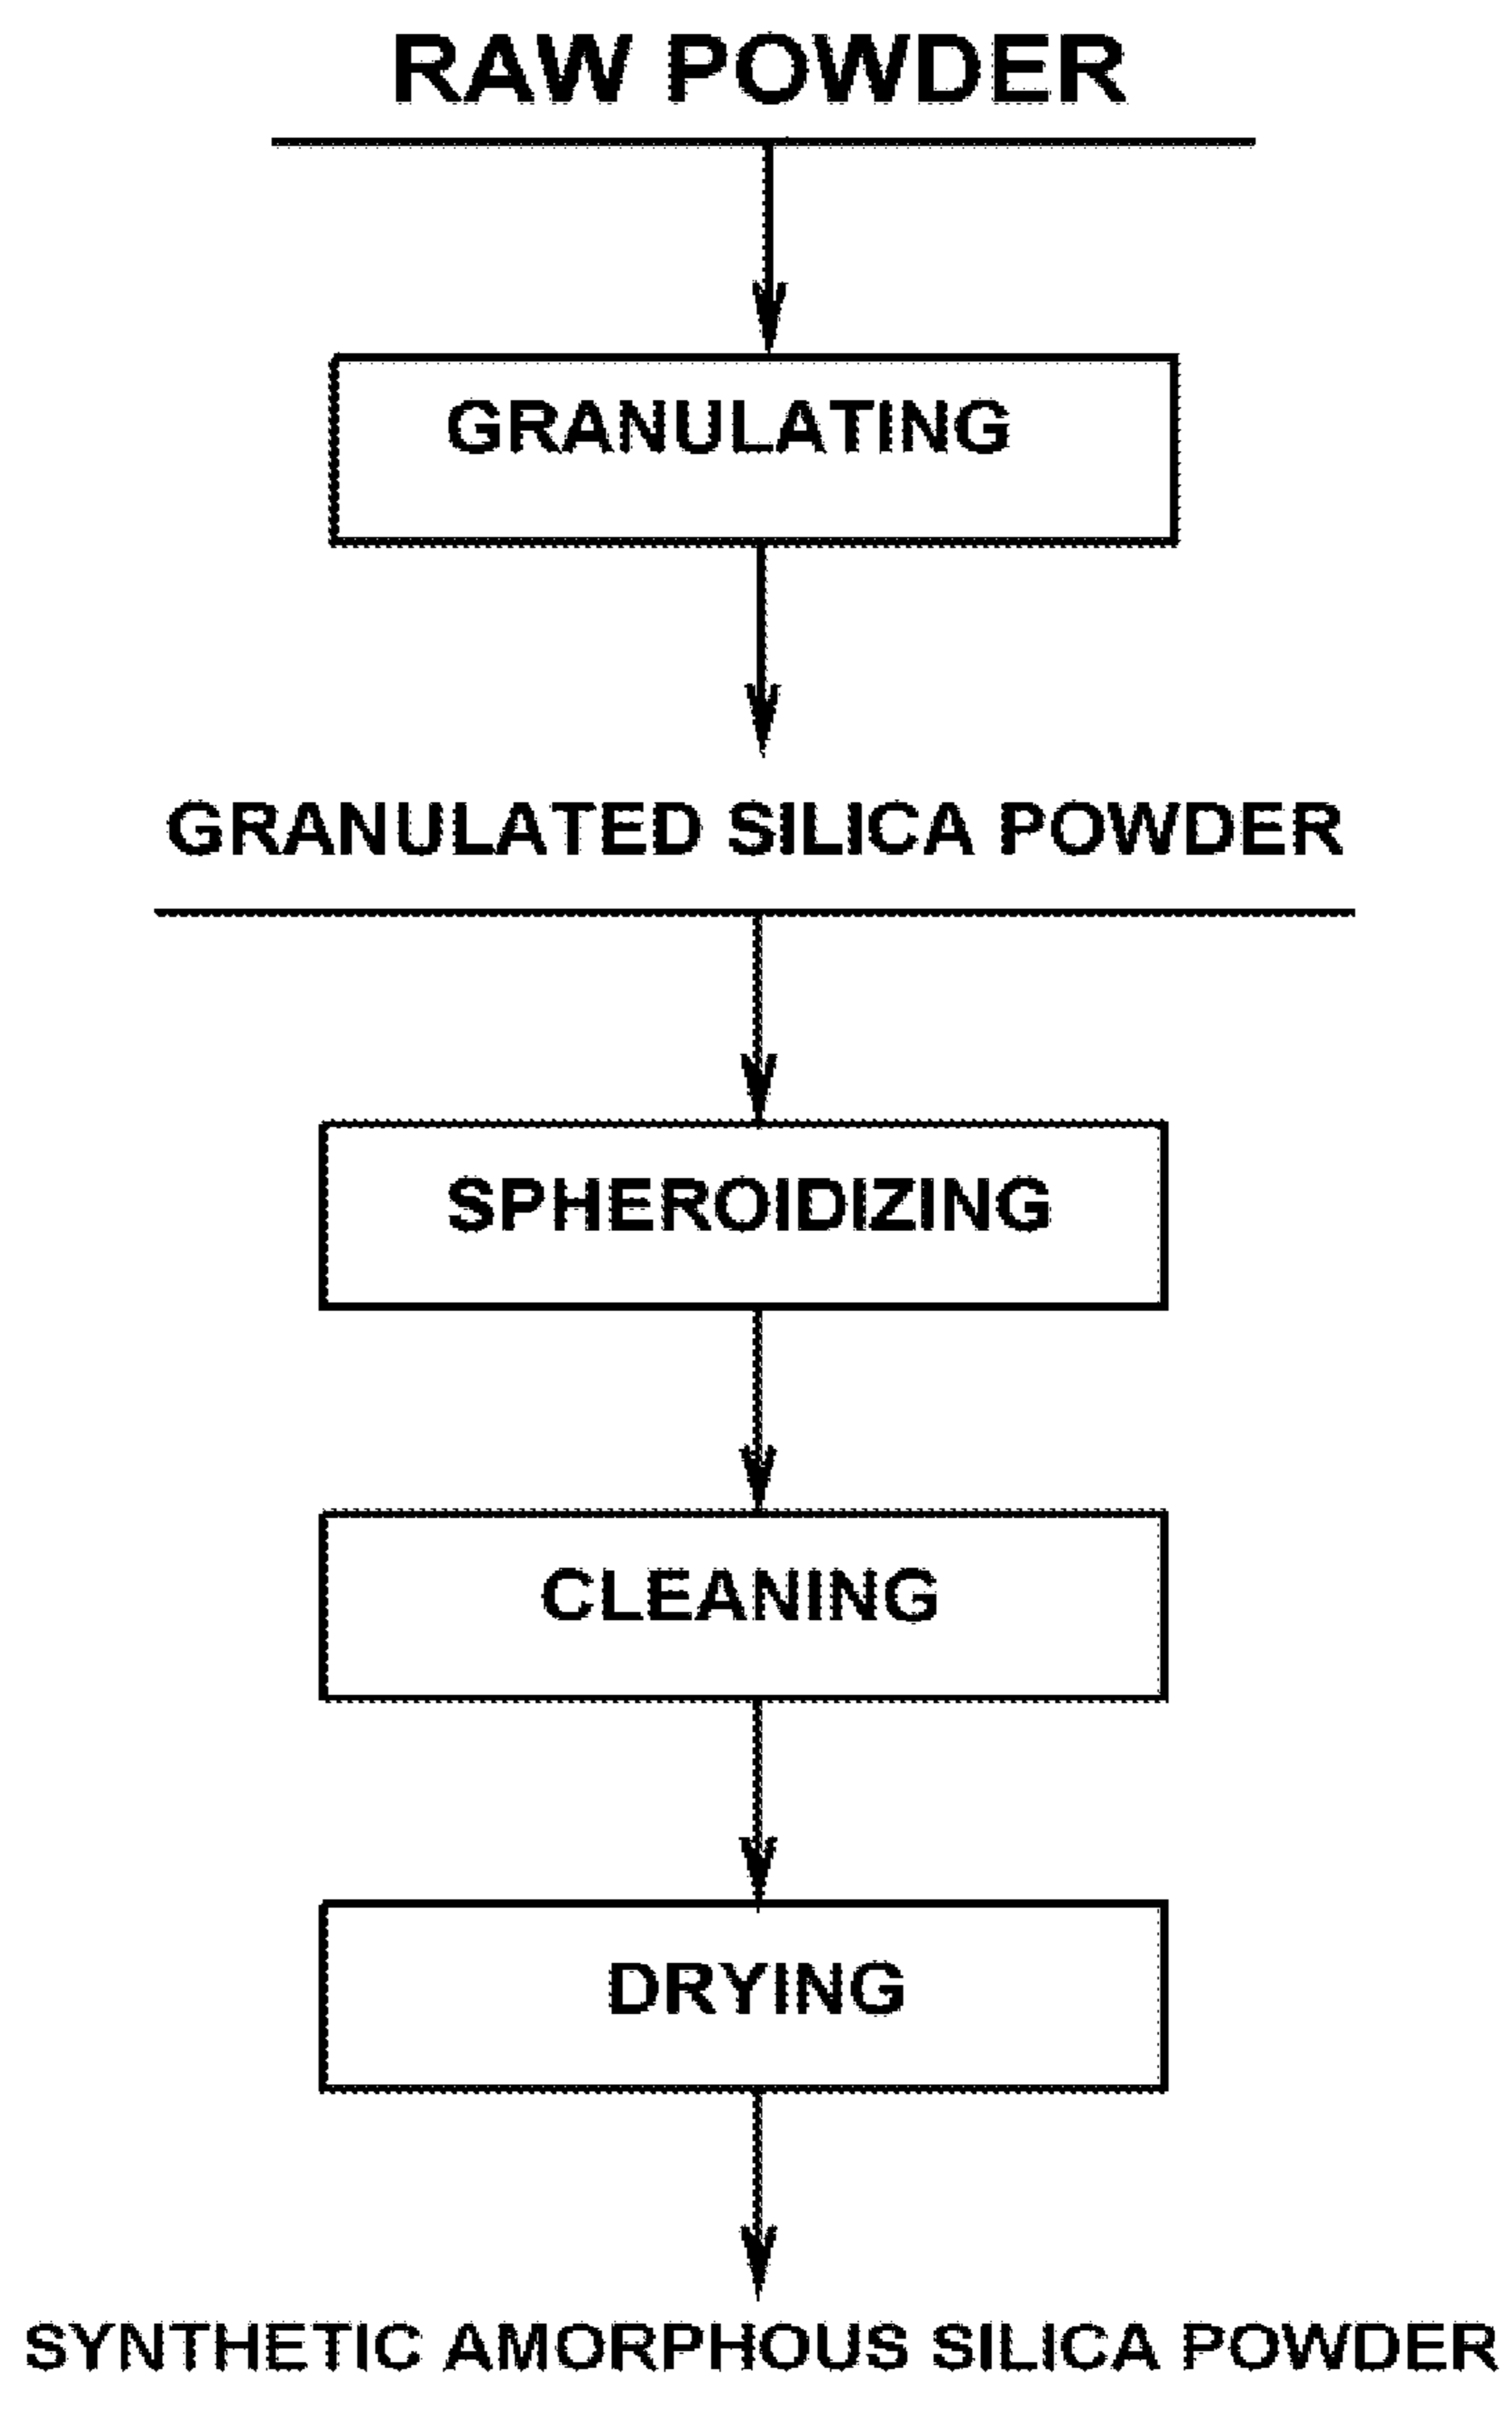 RAW POWDER
GRANULATING
GRANULATED SILICA POWDER
SPHEROIDIZING
CLEANING
DRYING
SYNTHETIC AMORPHOUS SILICA POWDER